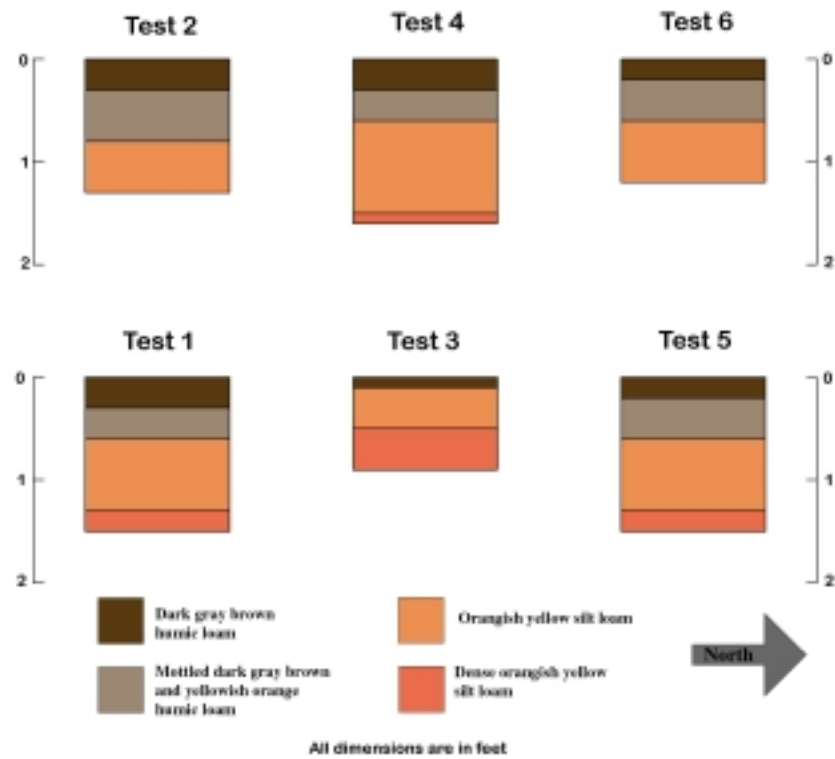 Test 2
Test 4
Test 6
0
1
2
0
1
2
Test 1
Test 3
Test 5
0
1
2
0
1
2
Dark gray brown
humic loam
Orangish yellow silt loam
Mottled dark gray brown
and yellowish orange
humic loam
Dense orangish yellow
silt loam
North
All dimensions are in feet